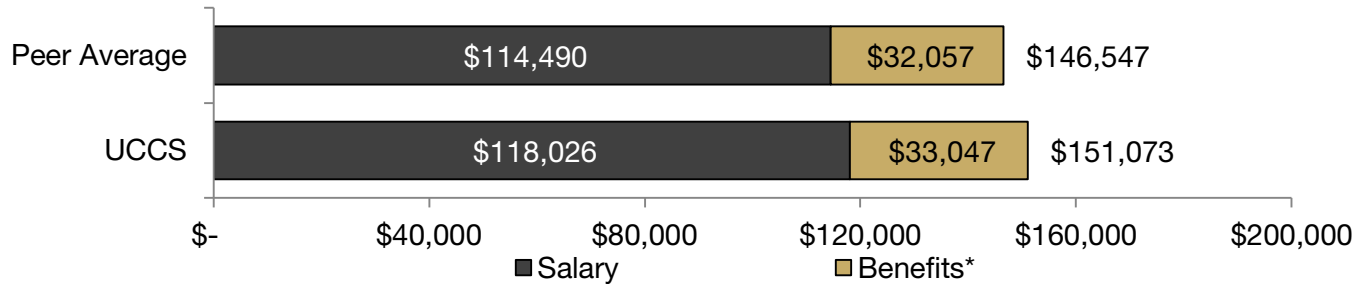 Peer Average $114,490 $32,057 $146,547
UCCS $118,026 $33,047 $151,073
$- $40,000 $80,000 $120,000 $160,000 $200,000
Salary Benefits*